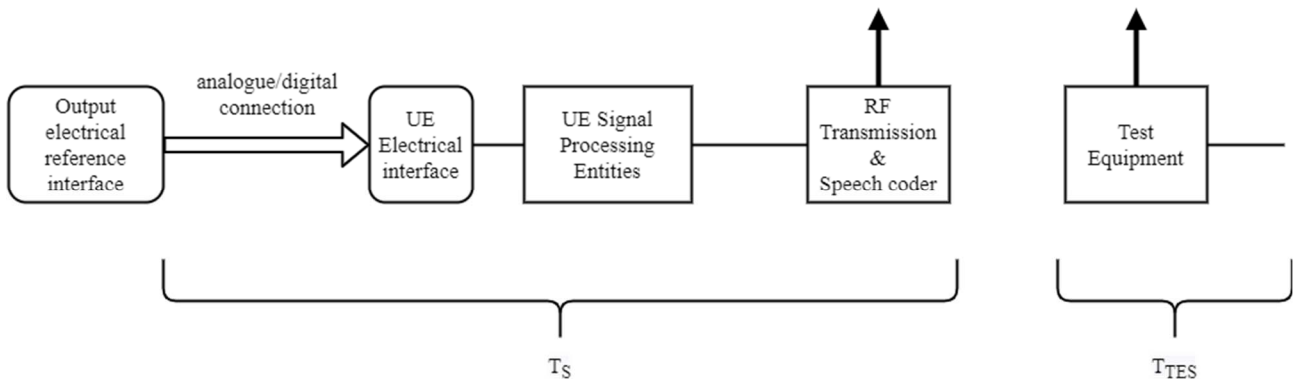 analogue/digital
connection
Output
electrical
reference
interface
UE
Electrical
interface
UE Signal
Processing
Entities
RF
Transmission
&
Speech coder
Test
Equipment
TS
TTES